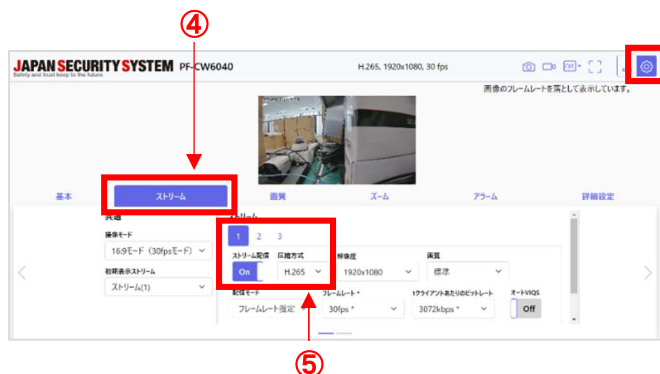 ④
JAPAN SECURITY SYSTEM PF-CW6040
Safety and trust keep to the future
H.265, 1920x1080, 30 fps
Off
画像のフレームレートを落として表示しています。
基本 ストリーム 画質 ズーム アラーム 詳細設定
共通
撮像モード
16:9モード（30fpsモード）
初期表示ストリーム
ストリーム(1)
ストリーム
1 2 3
ストリーム配信 圧縮方式 解像度 画質
On H.265 1920x1080 標準
配信モード フレームレート* 1クライアントあたりのビットレート オートVIQS
フレームレート指定 30fps * 3072kbps * Off
⑤